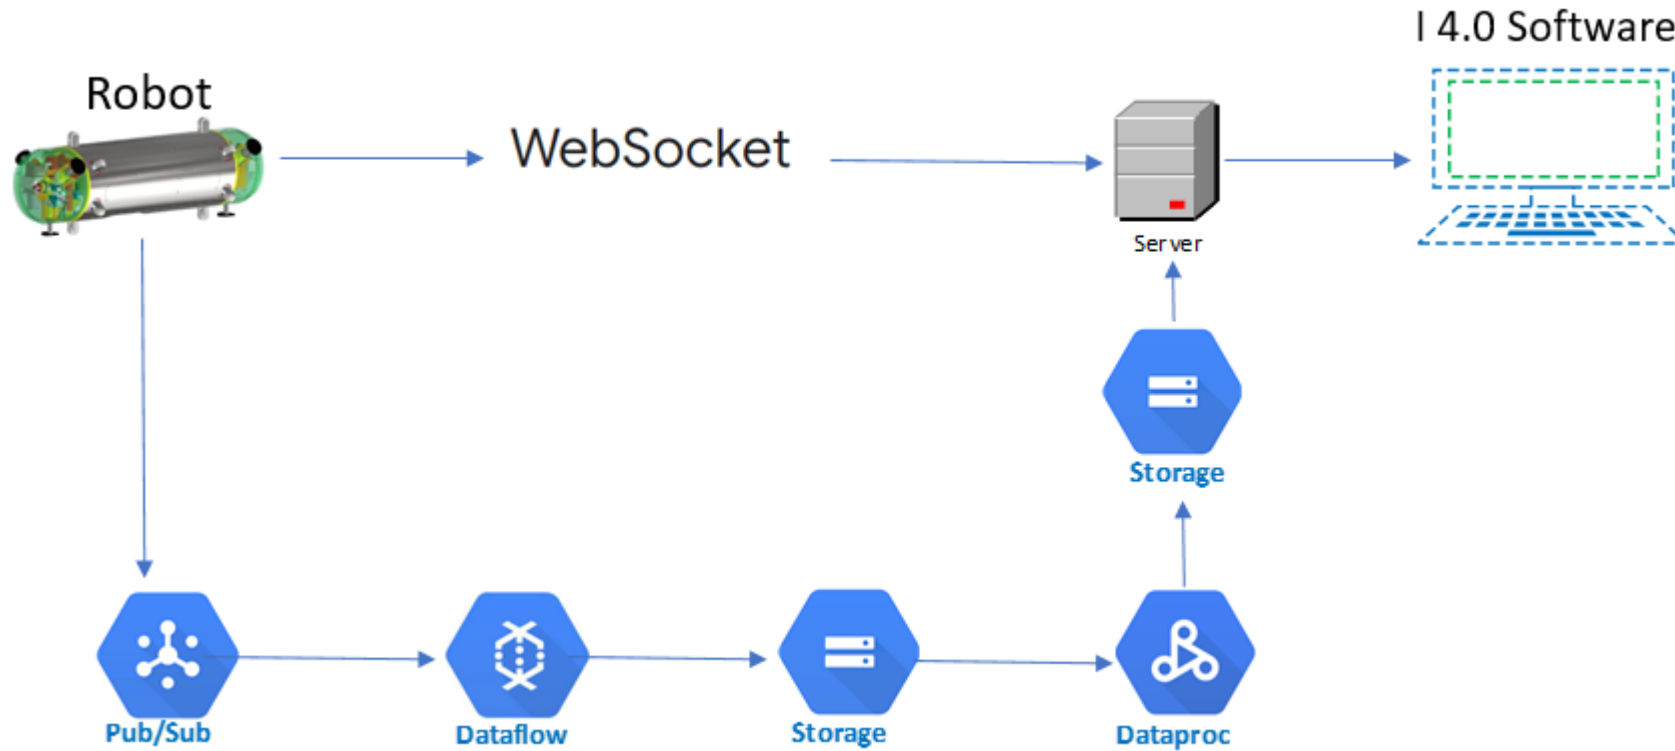 I 4.0 Software
Robot
WebSocket
Server
Storage
Pub/Sub
Dataflow
Storage
Dataproc